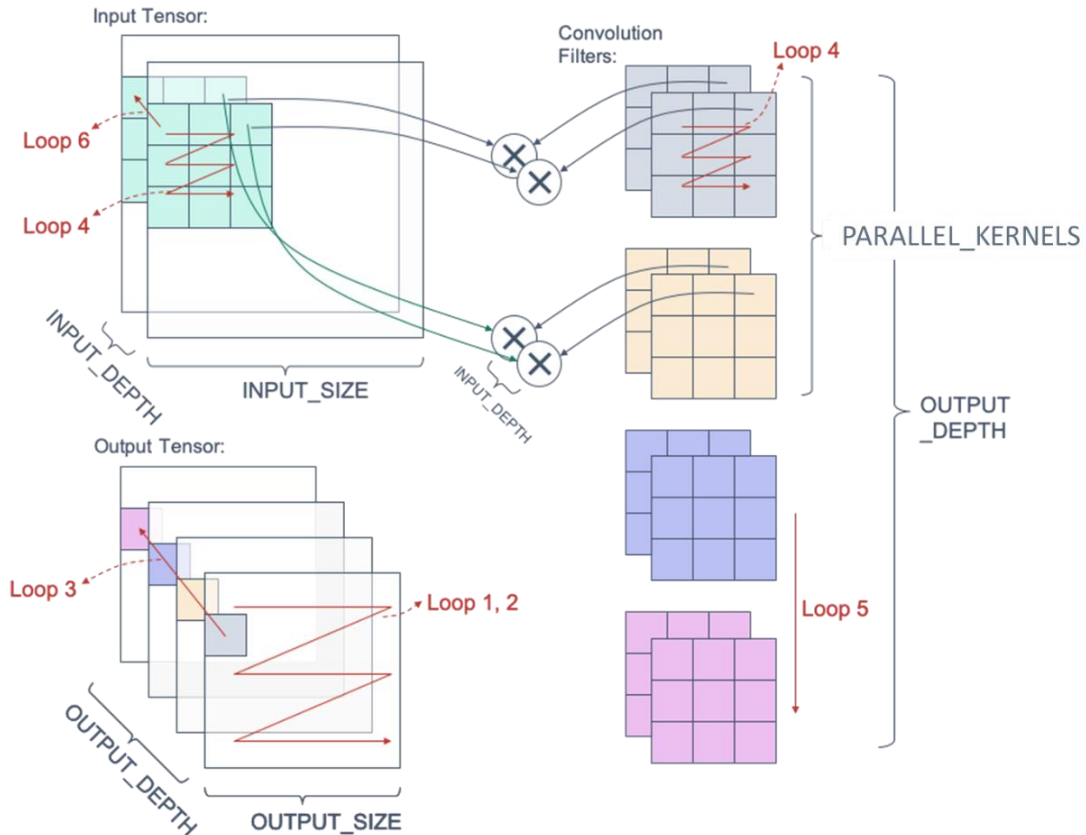 Input Tensor:
Convolution
Filters:
Loop 4
Loop 6
Loop 4
PARALLEL_KERNELS
INPUT_DEPTH
INPUT_SIZE
INPUT_DEPTH
OUTPUT
_DEPTH
Output Tensor:
Loop 3
Loop 1, 2
Loop 5
OUTPUT_DEPTH
OUTPUT_SIZE